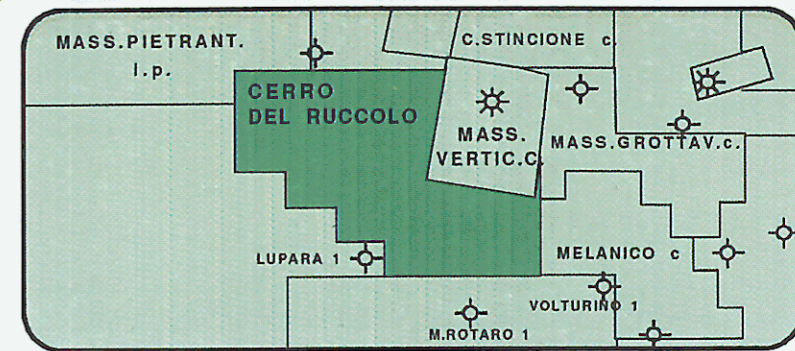 MASS.PIETRANT.
I.p.
C.STINCIONE c.
CERRO
DEL RUCCOLO
MASS.
VERTIC.C.
MASS.GROTTAV.c.
LUPARA 1
MELANICO c
VOLTURINO 1
M.ROTARO 1